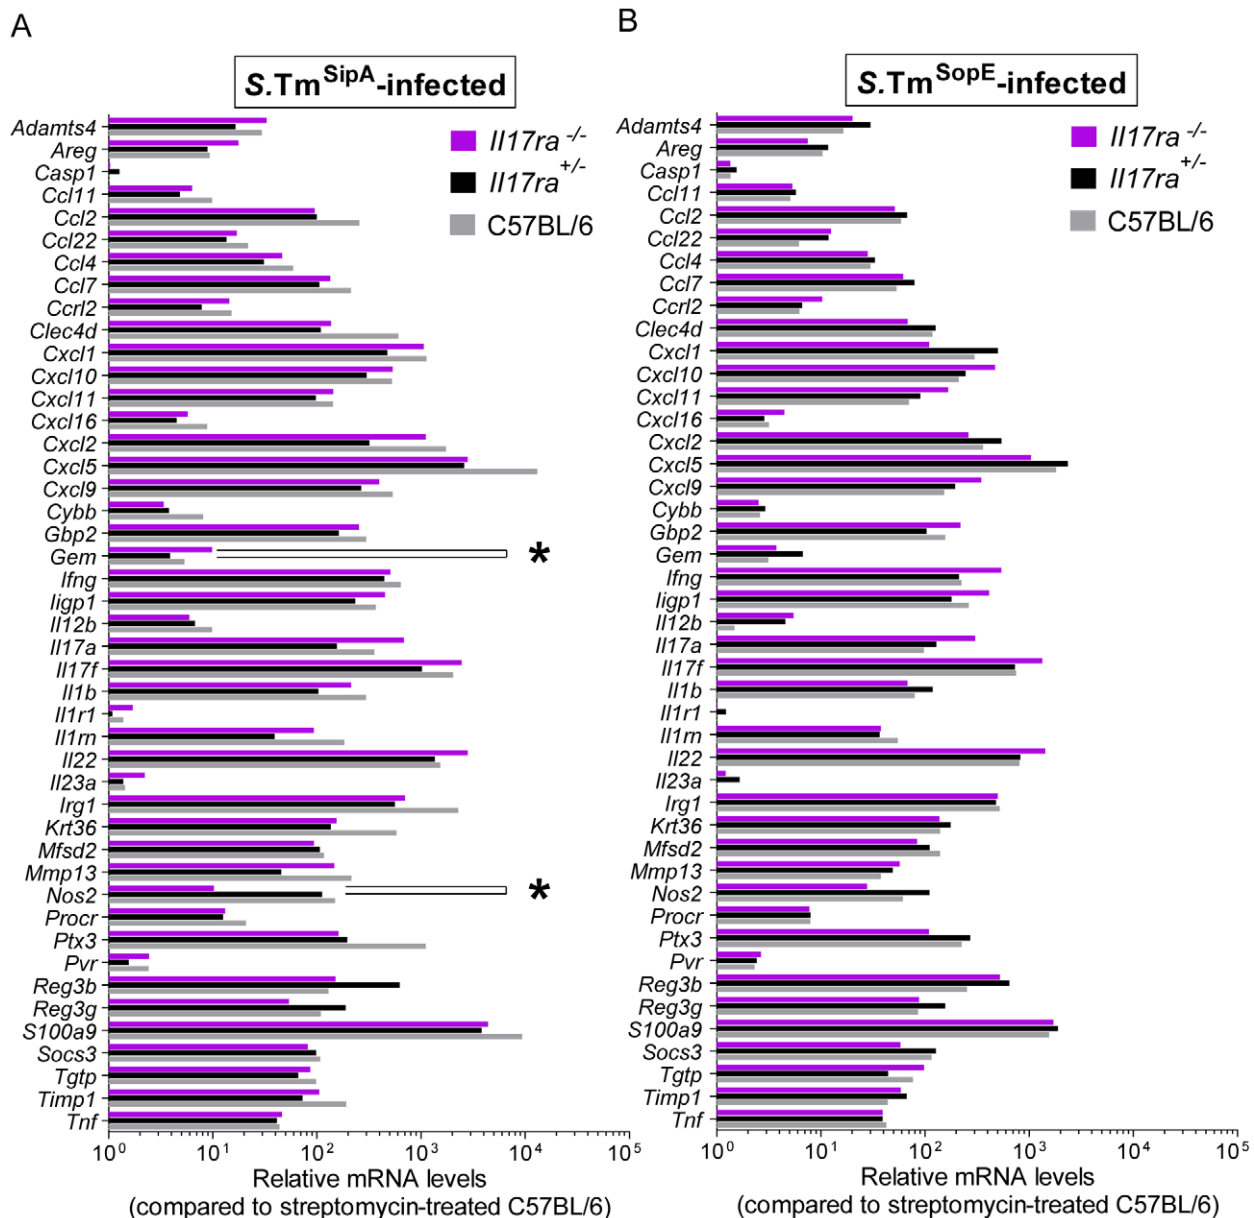 A
S.Tm^SipA-infected
Il17ra -/-
Il17ra +/-
C57BL/6
Adamts4
Areg
Casp1
Ccl11
Ccl2
Ccl22
Ccl4
Ccl7
Ccrl2
Clec4d
Cxcl1
Cxcl10
Cxcl11
Cxcl16
Cxcl2
Cxcl5
Cxcl9
Cybb
Gbp2
Gem
*
Ifng
Iigp1
Il12b
Il17a
Il17f
Il1b
Il1r1
Il1rn
Il22
Il23a
Irg1
Krt36
Mfsd2
Mmp13
Nos2
*
Procr
Ptx3
Pvr
Reg3b
Reg3g
S100a9
Socs3
Tgtp
Timp1
Tnf
10^0 10^1 10^2 10^3 10^4 10^5
Relative mRNA levels
(compared to streptomycin-treated C57BL/6)
B
S.Tm^SopE-infected
Il17ra -/-
Il17ra +/-
C57BL/6
Adamts4
Areg
Casp1
Ccl11
Ccl2
Ccl22
Ccl4
Ccl7
Ccrl2
Clec4d
Cxcl1
Cxcl10
Cxcl11
Cxcl16
Cxcl2
Cxcl5
Cxcl9
Cybb
Gbp2
Gem
Ifng
Iigp1
Il12b
Il17a
Il17f
Il1b
Il1r1
Il1rn
Il22
Il23a
Irg1
Krt36
Mfsd2
Mmp13
Nos2
Procr
Ptx3
Pvr
Reg3b
Reg3g
S100a9
Socs3
Tgtp
Timp1
Tnf
10^0 10^1 10^2 10^3 10^4 10^5
Relative mRNA levels
(compared to streptomycin-treated C57BL/6)